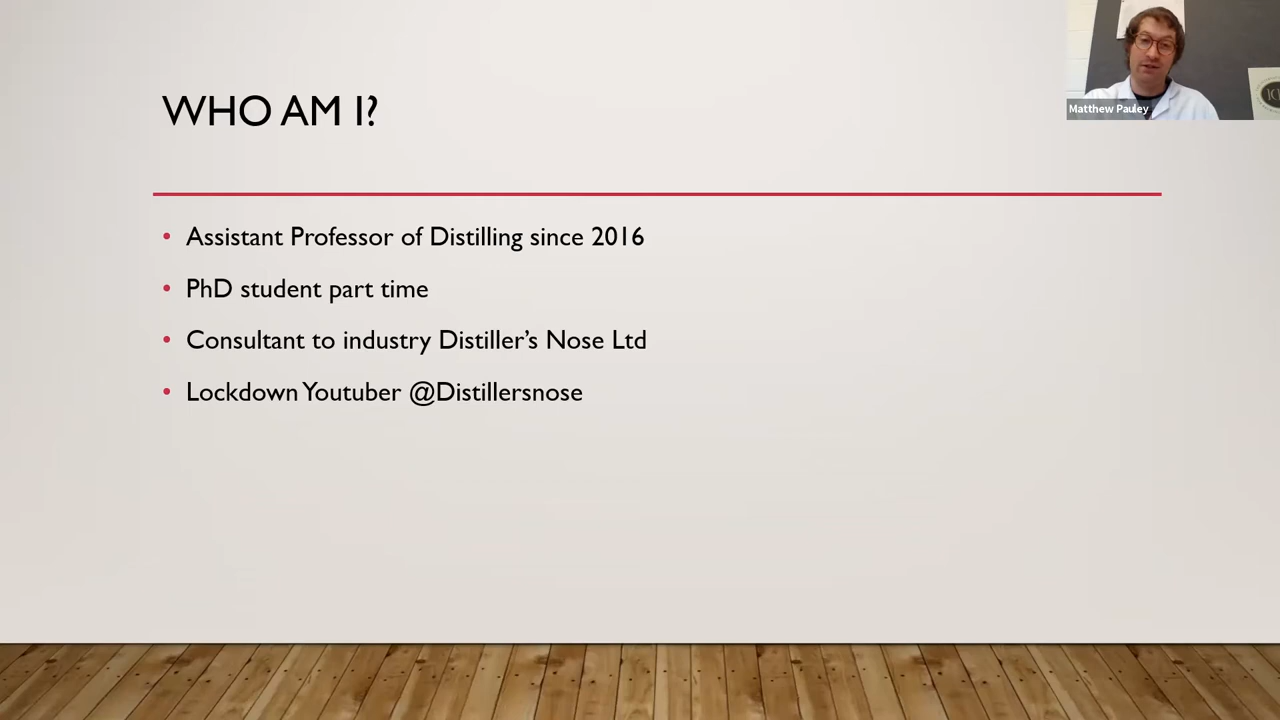 WHO AM I?
Matthew Pauley
• Assistant Professor of Distilling since 2016
• PhD student part time
• Consultant to industry Distiller’s Nose Ltd
• Lockdown Youtuber @Distillersnose